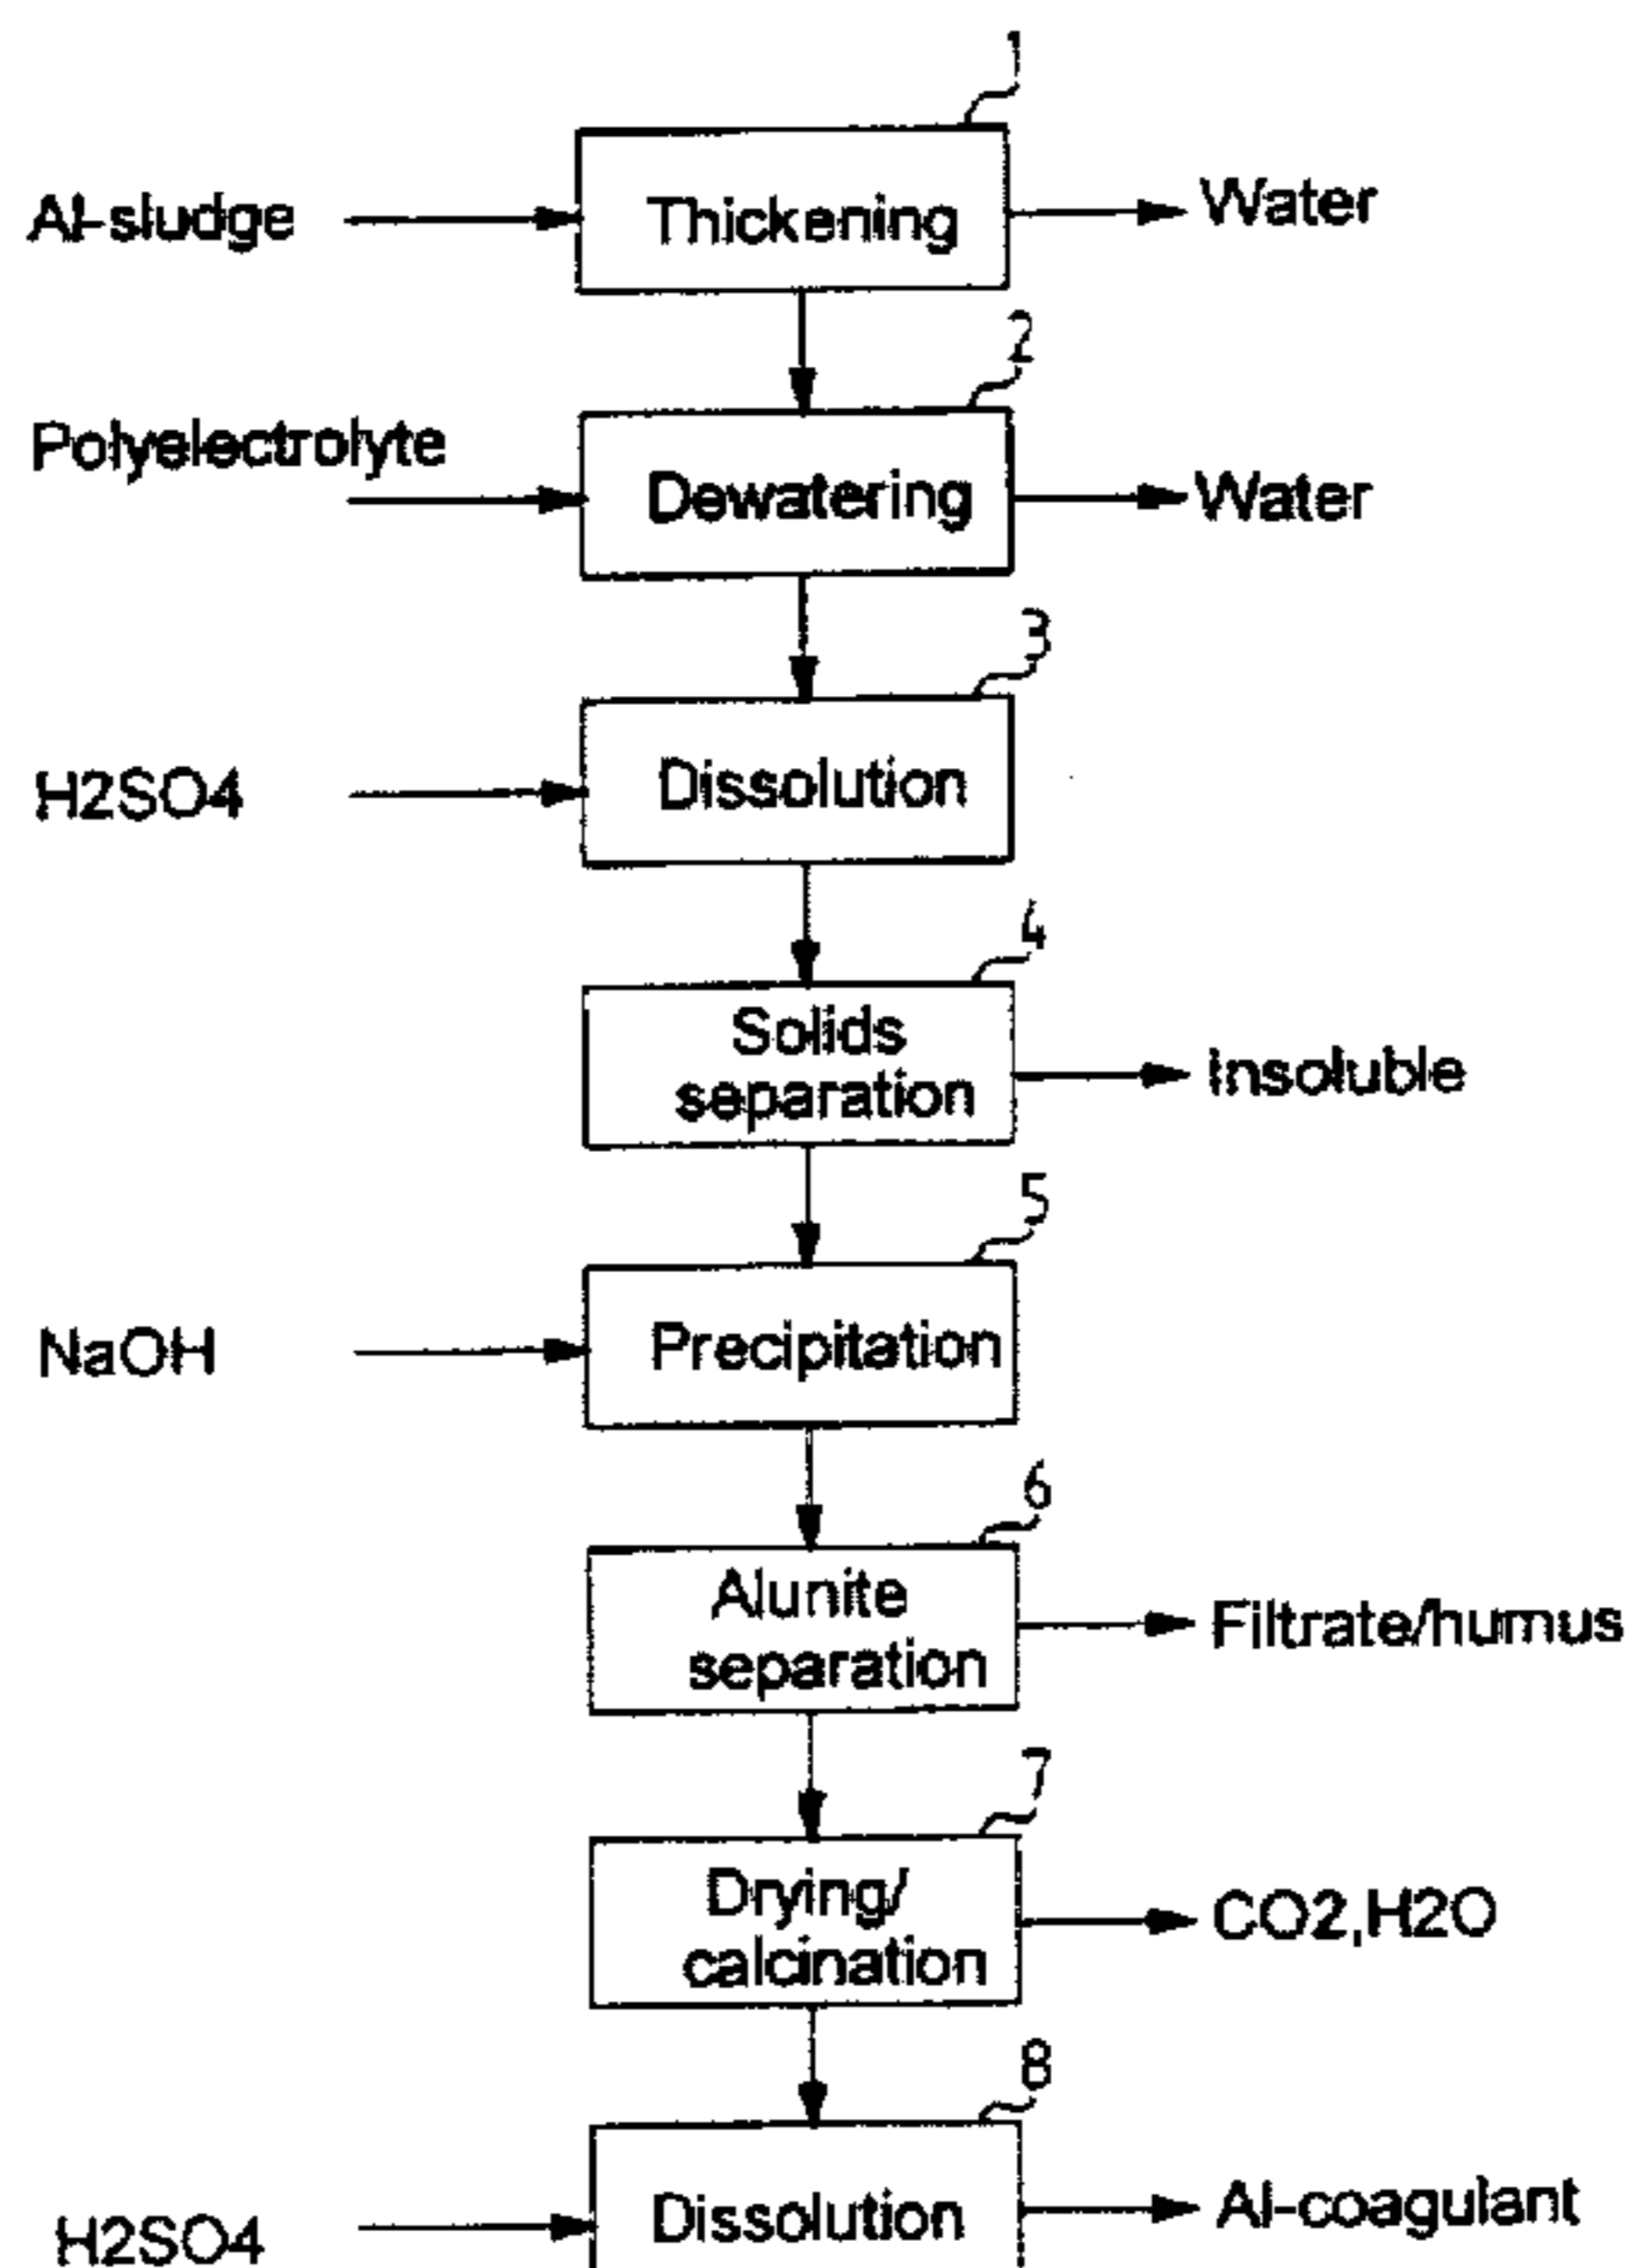 1
Al-sludge
Thickening
Water
2
Polyelectrolyte
Dewatering
Water
3
H2SO4
Dissolution
4
Solids
separation
Insoluble
5
NaOH
Precipitation
6
Alunite
separation
Filtrate/humus
7
Drying/
calcination
CO2,H2O
8
H2SO4
Dissolution
Al-coagulant